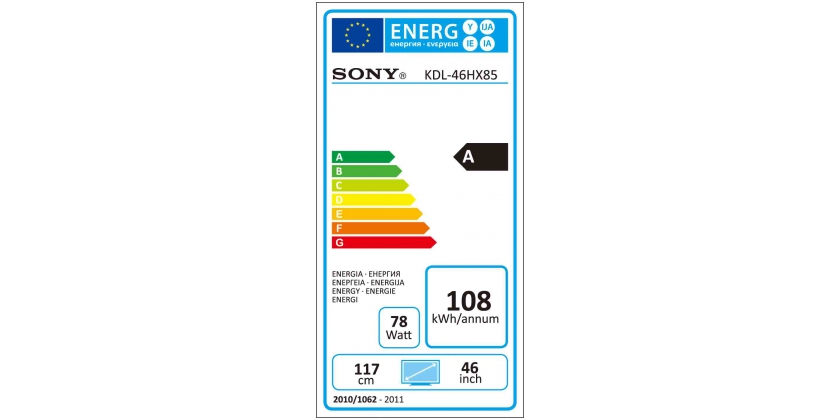 ENERG Y IJA
енергия · ενεργεια IE IA
SONY® KDL-46HX85
A
A
B
C
D
E
F
G
ENERGIA · ЕНЕРГИЯ
ΕΝΕΡΓΕΙΑ · ENERGIJA
ENERGY · ENERGIE
ENERGI
108
kWh/annum
78
Watt
117
cm
46
inch
2010/1062 - 2011